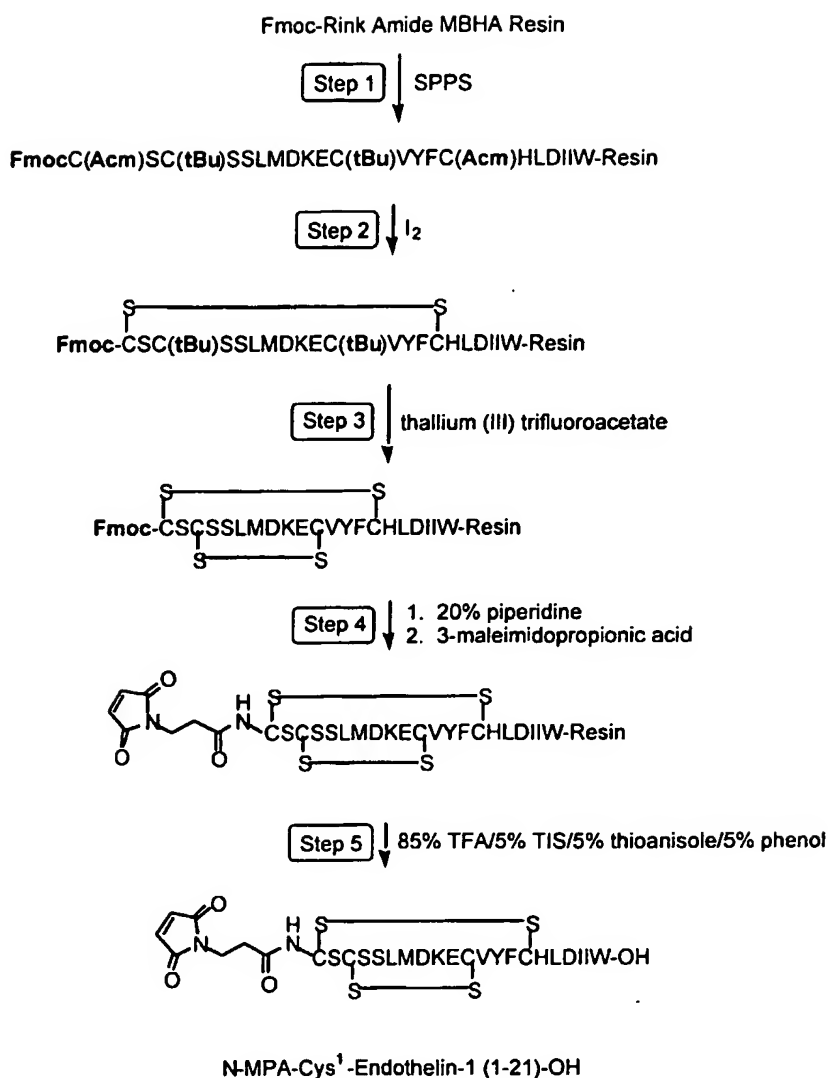 Fmoc-Rink Amide MBHA Resin
Step 1 SPPS
FmocC(Acm)SC(tBu)SSLMDKEC(tBu)VYFC(Acm)HLDIIW-Resin
Step 2 I2
S S
Fmoc-CSC(tBu)SSLMDKEC(tBu)VYFCHLDIIW-Resin
Step 3 thallium (III) trifluoroacetate
S S
Fmoc-CSCSSLMDKECVYFCHLDIIW-Resin
S S
Step 4 1. 20% piperidine
2. 3-maleimidopropionic acid
O H S S
N N CSCSSLMDKECVYFCHLDIIW-Resin
O O S S
Step 5 85% TFA/5% TIS/5% thioanisole/5% phenol
O H S S
N N CSCSSLMDKECVYFCHLDIIW-OH
O O S S
N-MPA-Cys1-Endothelin-1 (1-21)-OH